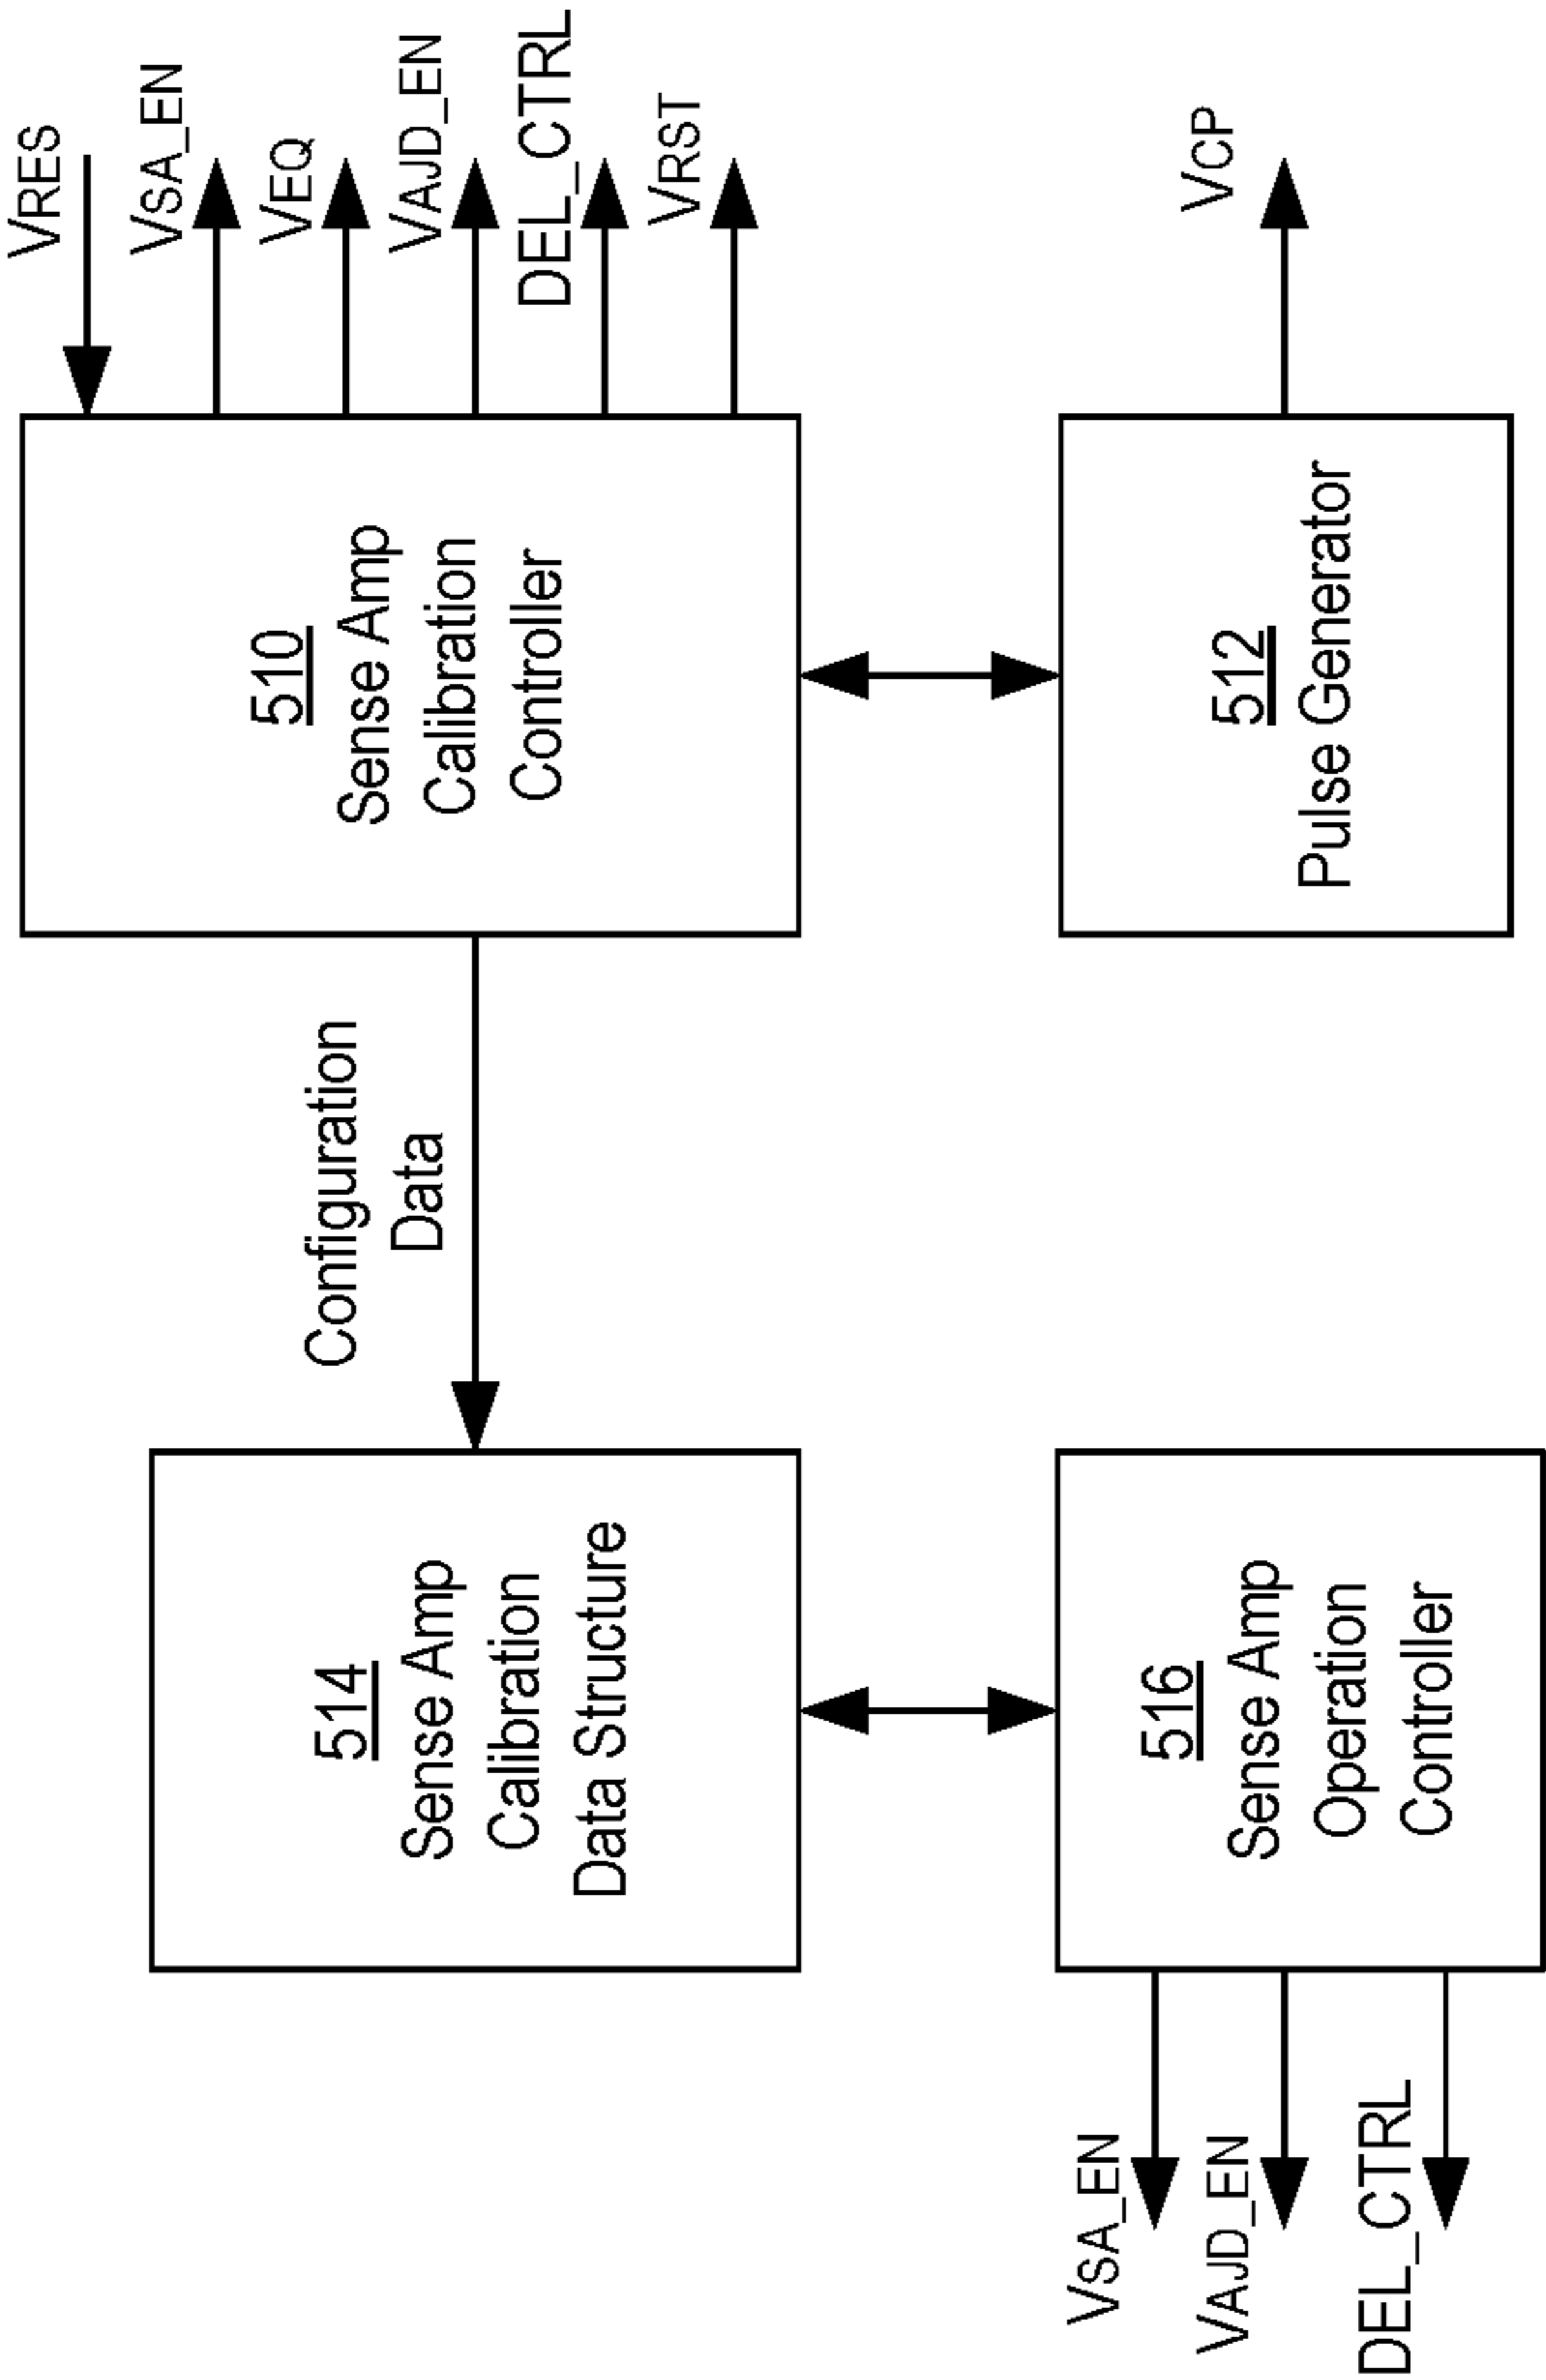 514
Sense Amp
Calibration
Data Structure
Configuration
Data
510
Sense Amp
Calibration
Controller
VRES
VSA_EN
VEQ
VAJD_EN
DEL_CTRL
VRST
VSA_EN
VAJD_EN
DEL_CTRL
516
Sense Amp
Operation
Controller
512
Pulse Generator
VCP